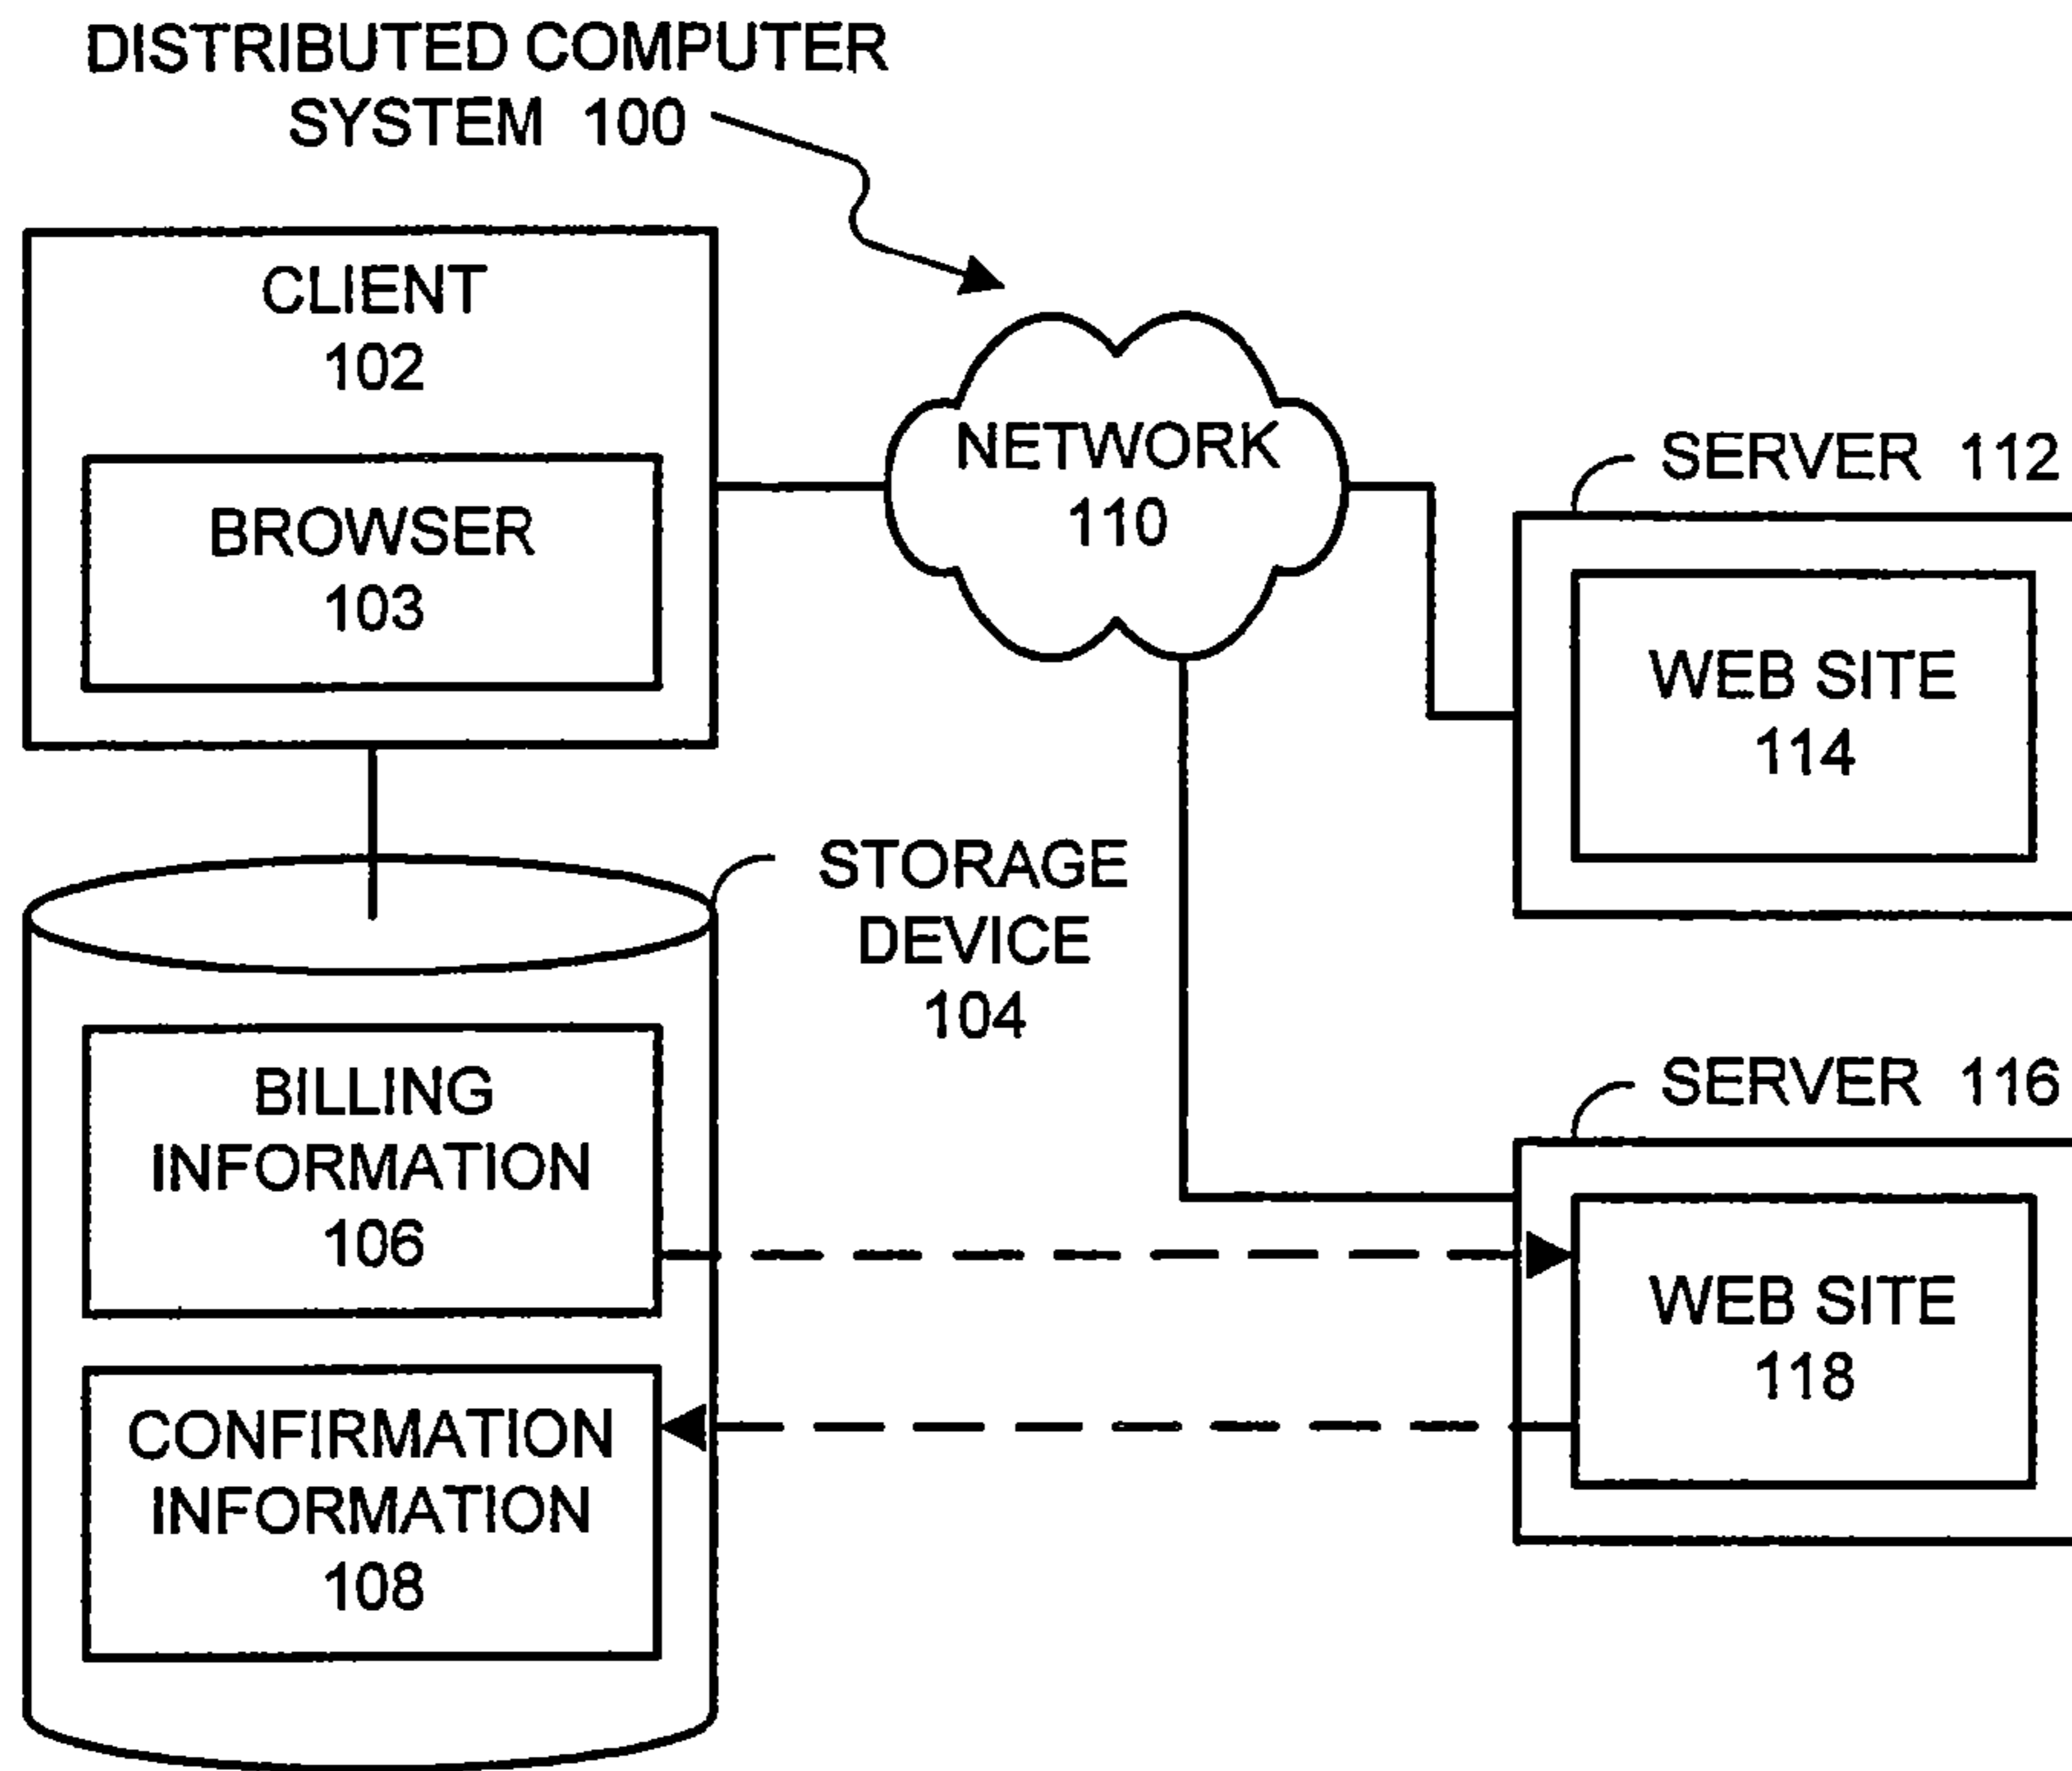 DISTRIBUTED COMPUTER
SYSTEM 100
CLIENT
102
BROWSER
103
NETWORK
110
SERVER 112
WEB SITE
114
STORAGE
DEVICE
104
BILLING
INFORMATION
106
CONFIRMATION
INFORMATION
108
SERVER 116
WEB SITE
118